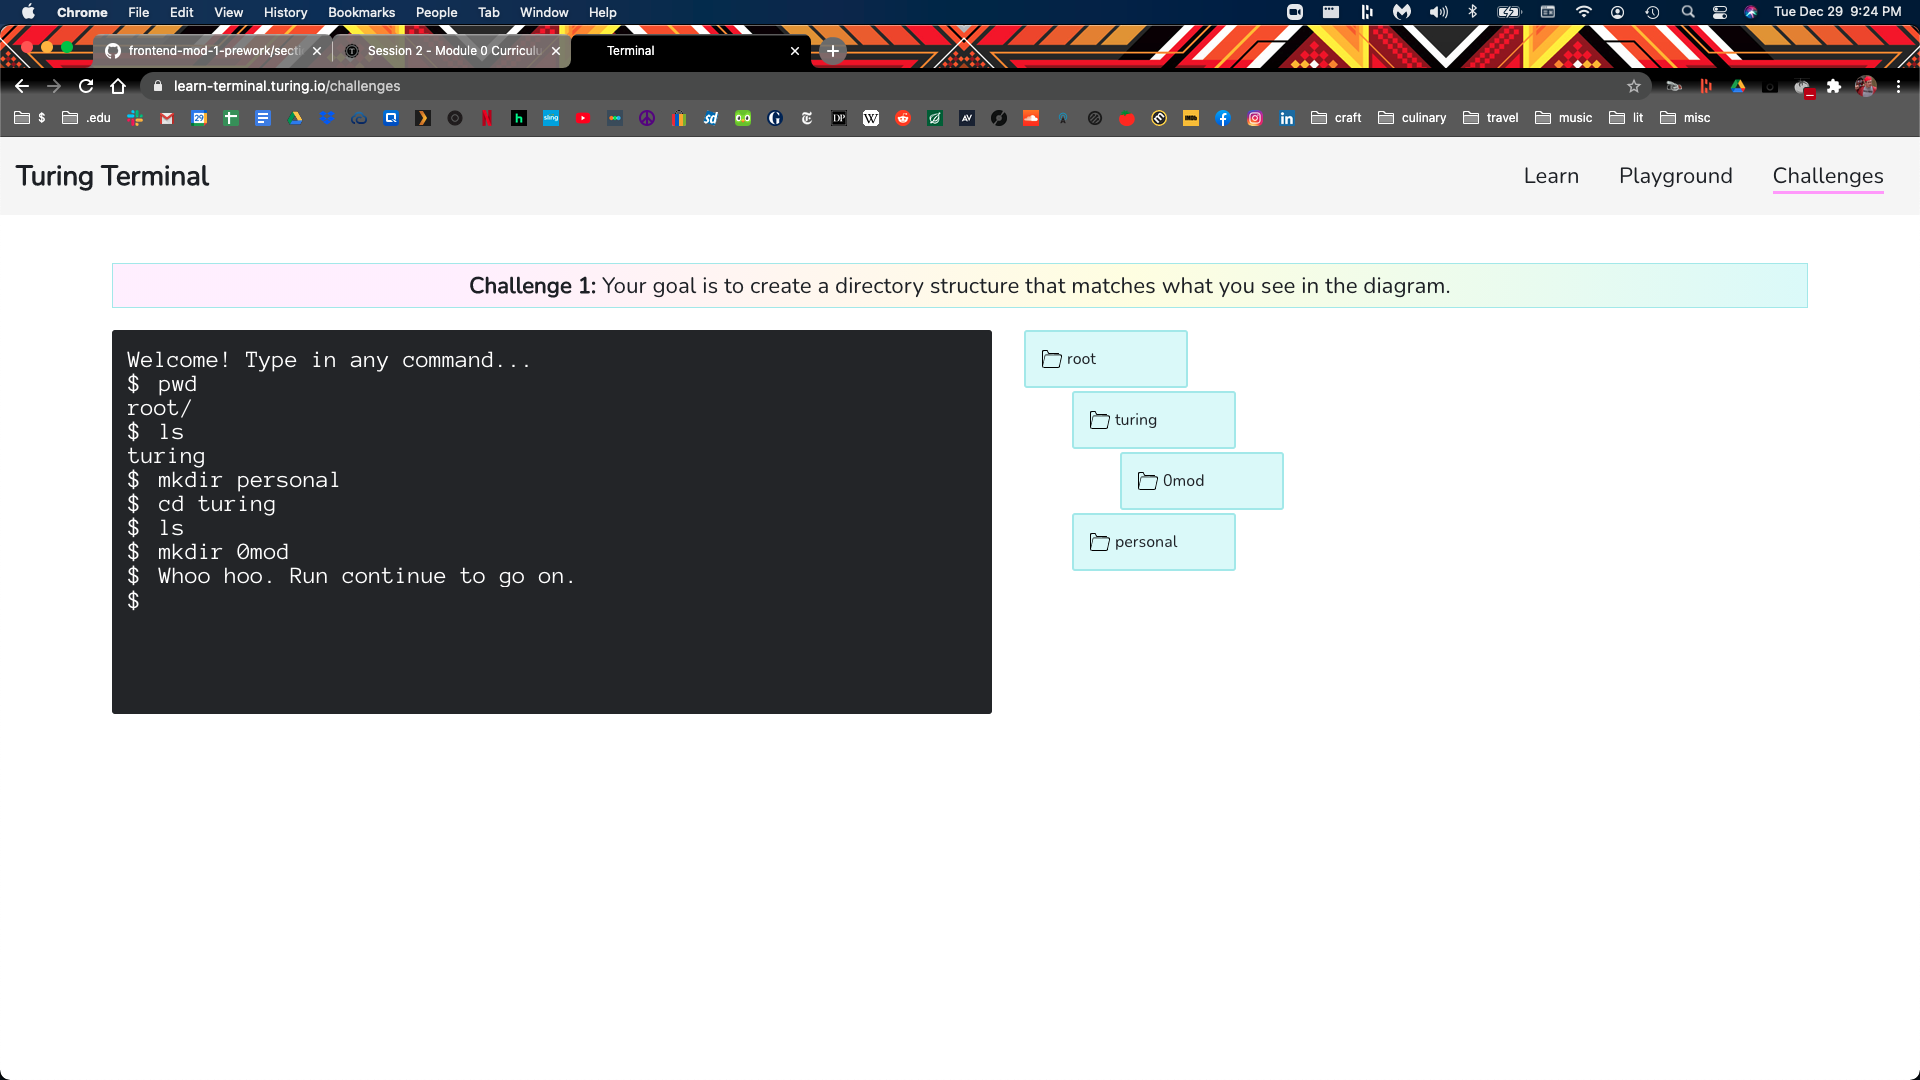 Chrome File Edit View History Bookmarks People Tab Window Help Tue Dec 29 9:24 PM
frontend-mod-1-prework/secti Session 2 - Module 0 Curriculu Terminal
learn-terminal.turing.io/challenges
$ .edu craft culinary travel music lit misc
Turing Terminal
Learn Playground Challenges
Challenge 1: Your goal is to create a directory structure that matches what you see in the diagram.
Welcome! Type in any command...
$ pwd
root/
$ ls
turing
$ mkdir personal
$ cd turing
$ ls
$ mkdir 0mod
$ Whoo hoo. Run continue to go on.
$
root
turing
0mod
personal